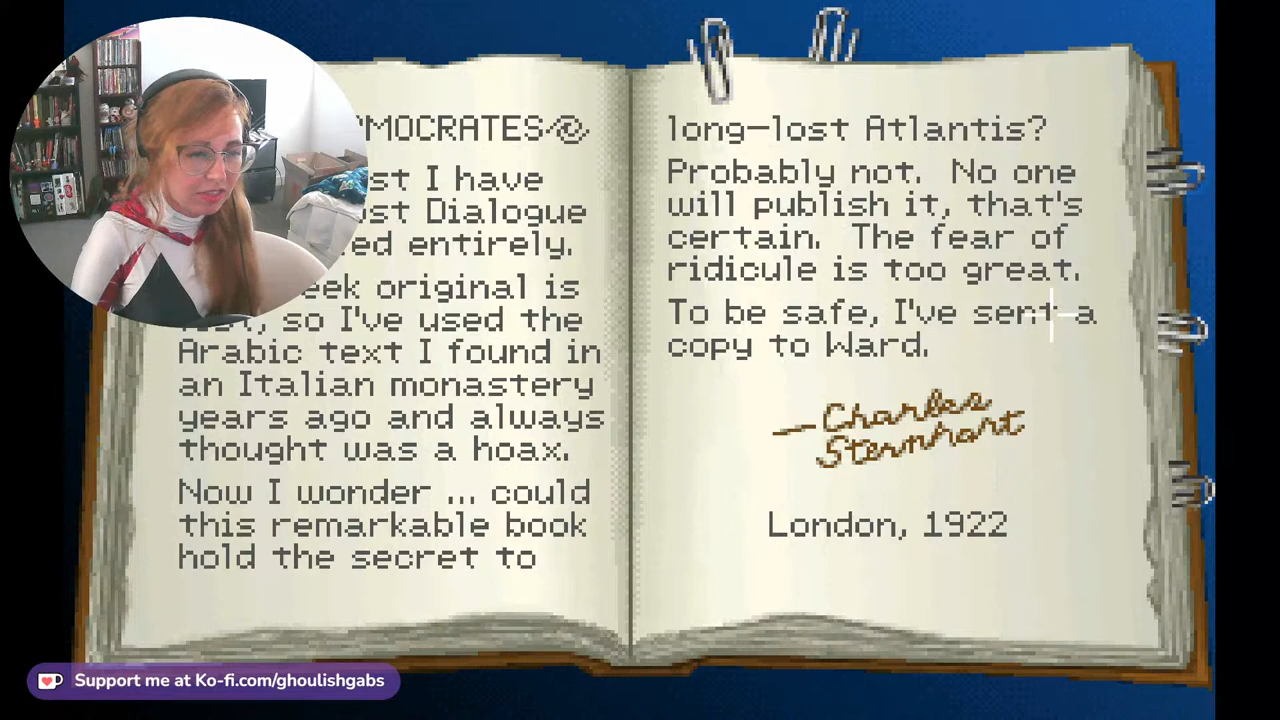 MOCRATES
st I have
st Dialogue
ed entirely.
eek original is
so I've used the
Arabic text I found in
an Italian monastery
years ago and always
thought was a hoax.
Now I wonder ... could
this remarkable book
hold the secret to
long-lost Atlantis?
Probably not. No one
will publish it, that's
certain. The fear of
ridicule is too great.
To be safe, I've sent a
copy to Ward.
—Charles
Sternhart
London, 1922
Support me at Ko-fi.com/ghoulishgabs